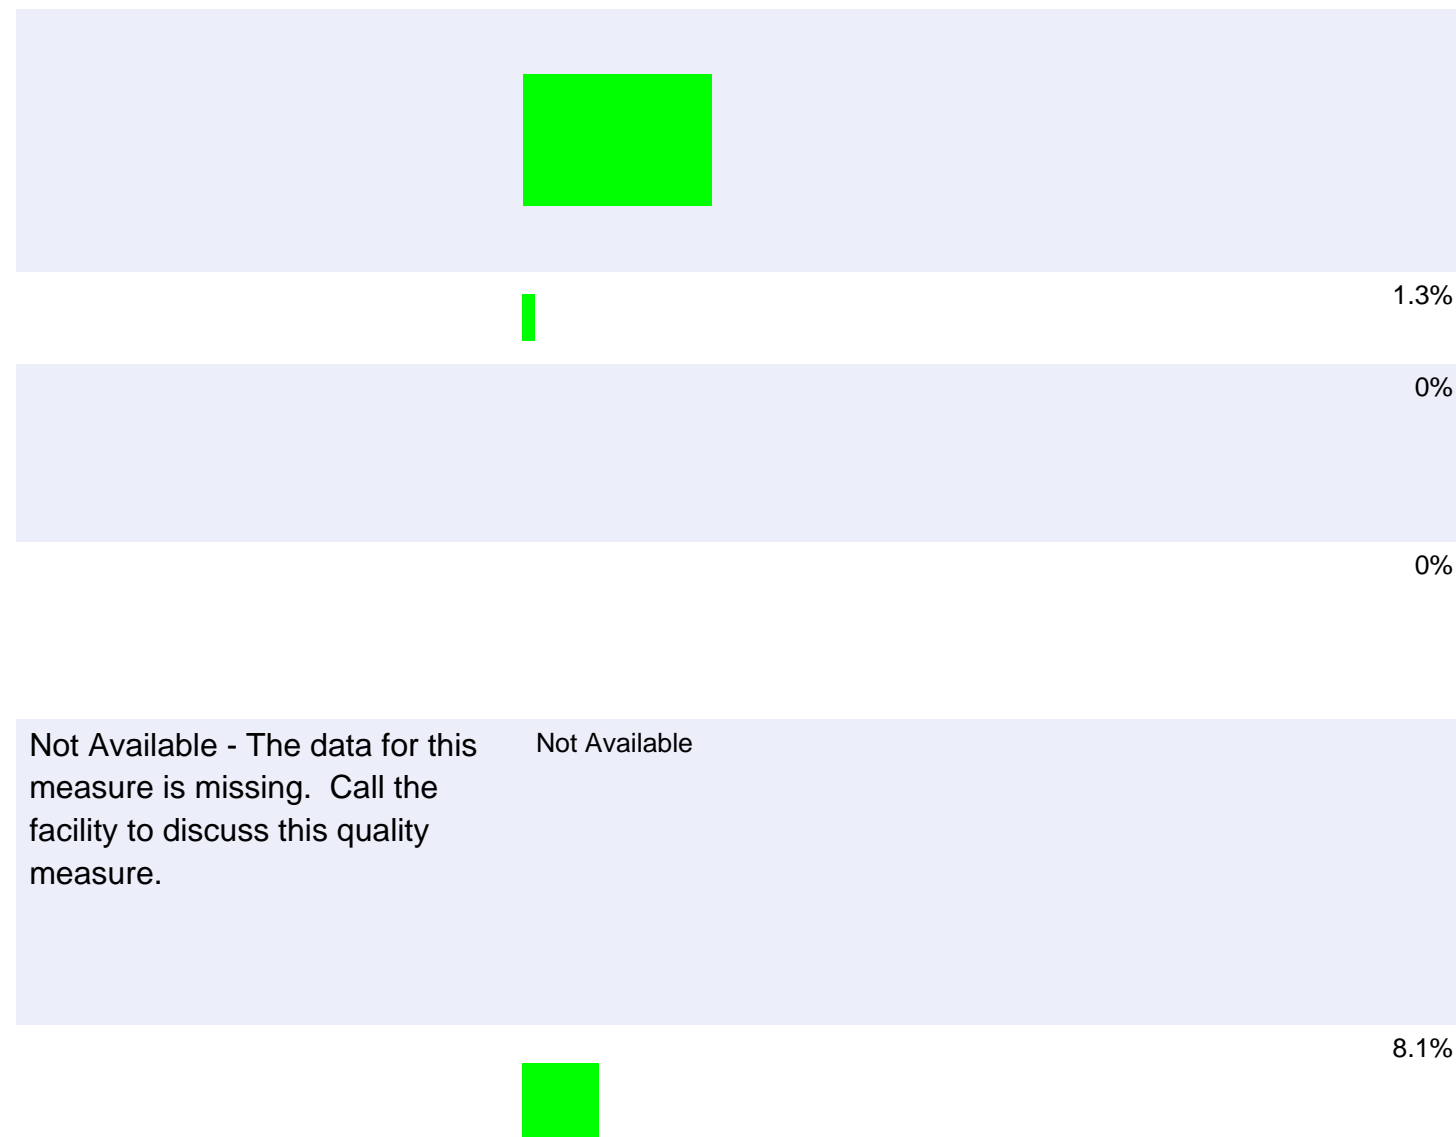 1.3%
0%
0%
Not Available - The data for this
measure is missing.  Call the
facility to discuss this quality
measure.
Not Available
8.1%